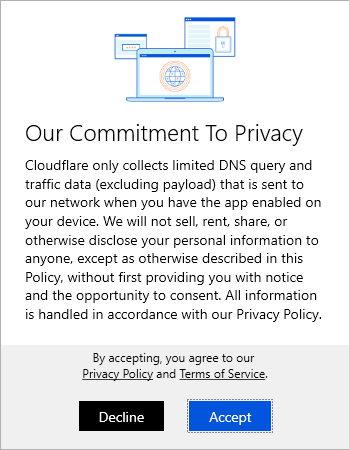 Our Commitment To Privacy
Cloudflare only collects limited DNS query and
traffic data (excluding payload) that is sent to
our network when you have the app enabled on
your device. We will not sell, rent, share, or
otherwise disclose your personal information to
anyone, except as otherwise described in this
Policy, without first providing you with notice
and the opportunity to consent. All information
is handled in accordance with our Privacy Policy.
By accepting, you agree to our
Privacy Policy and Terms of Service.
Decline
Accept